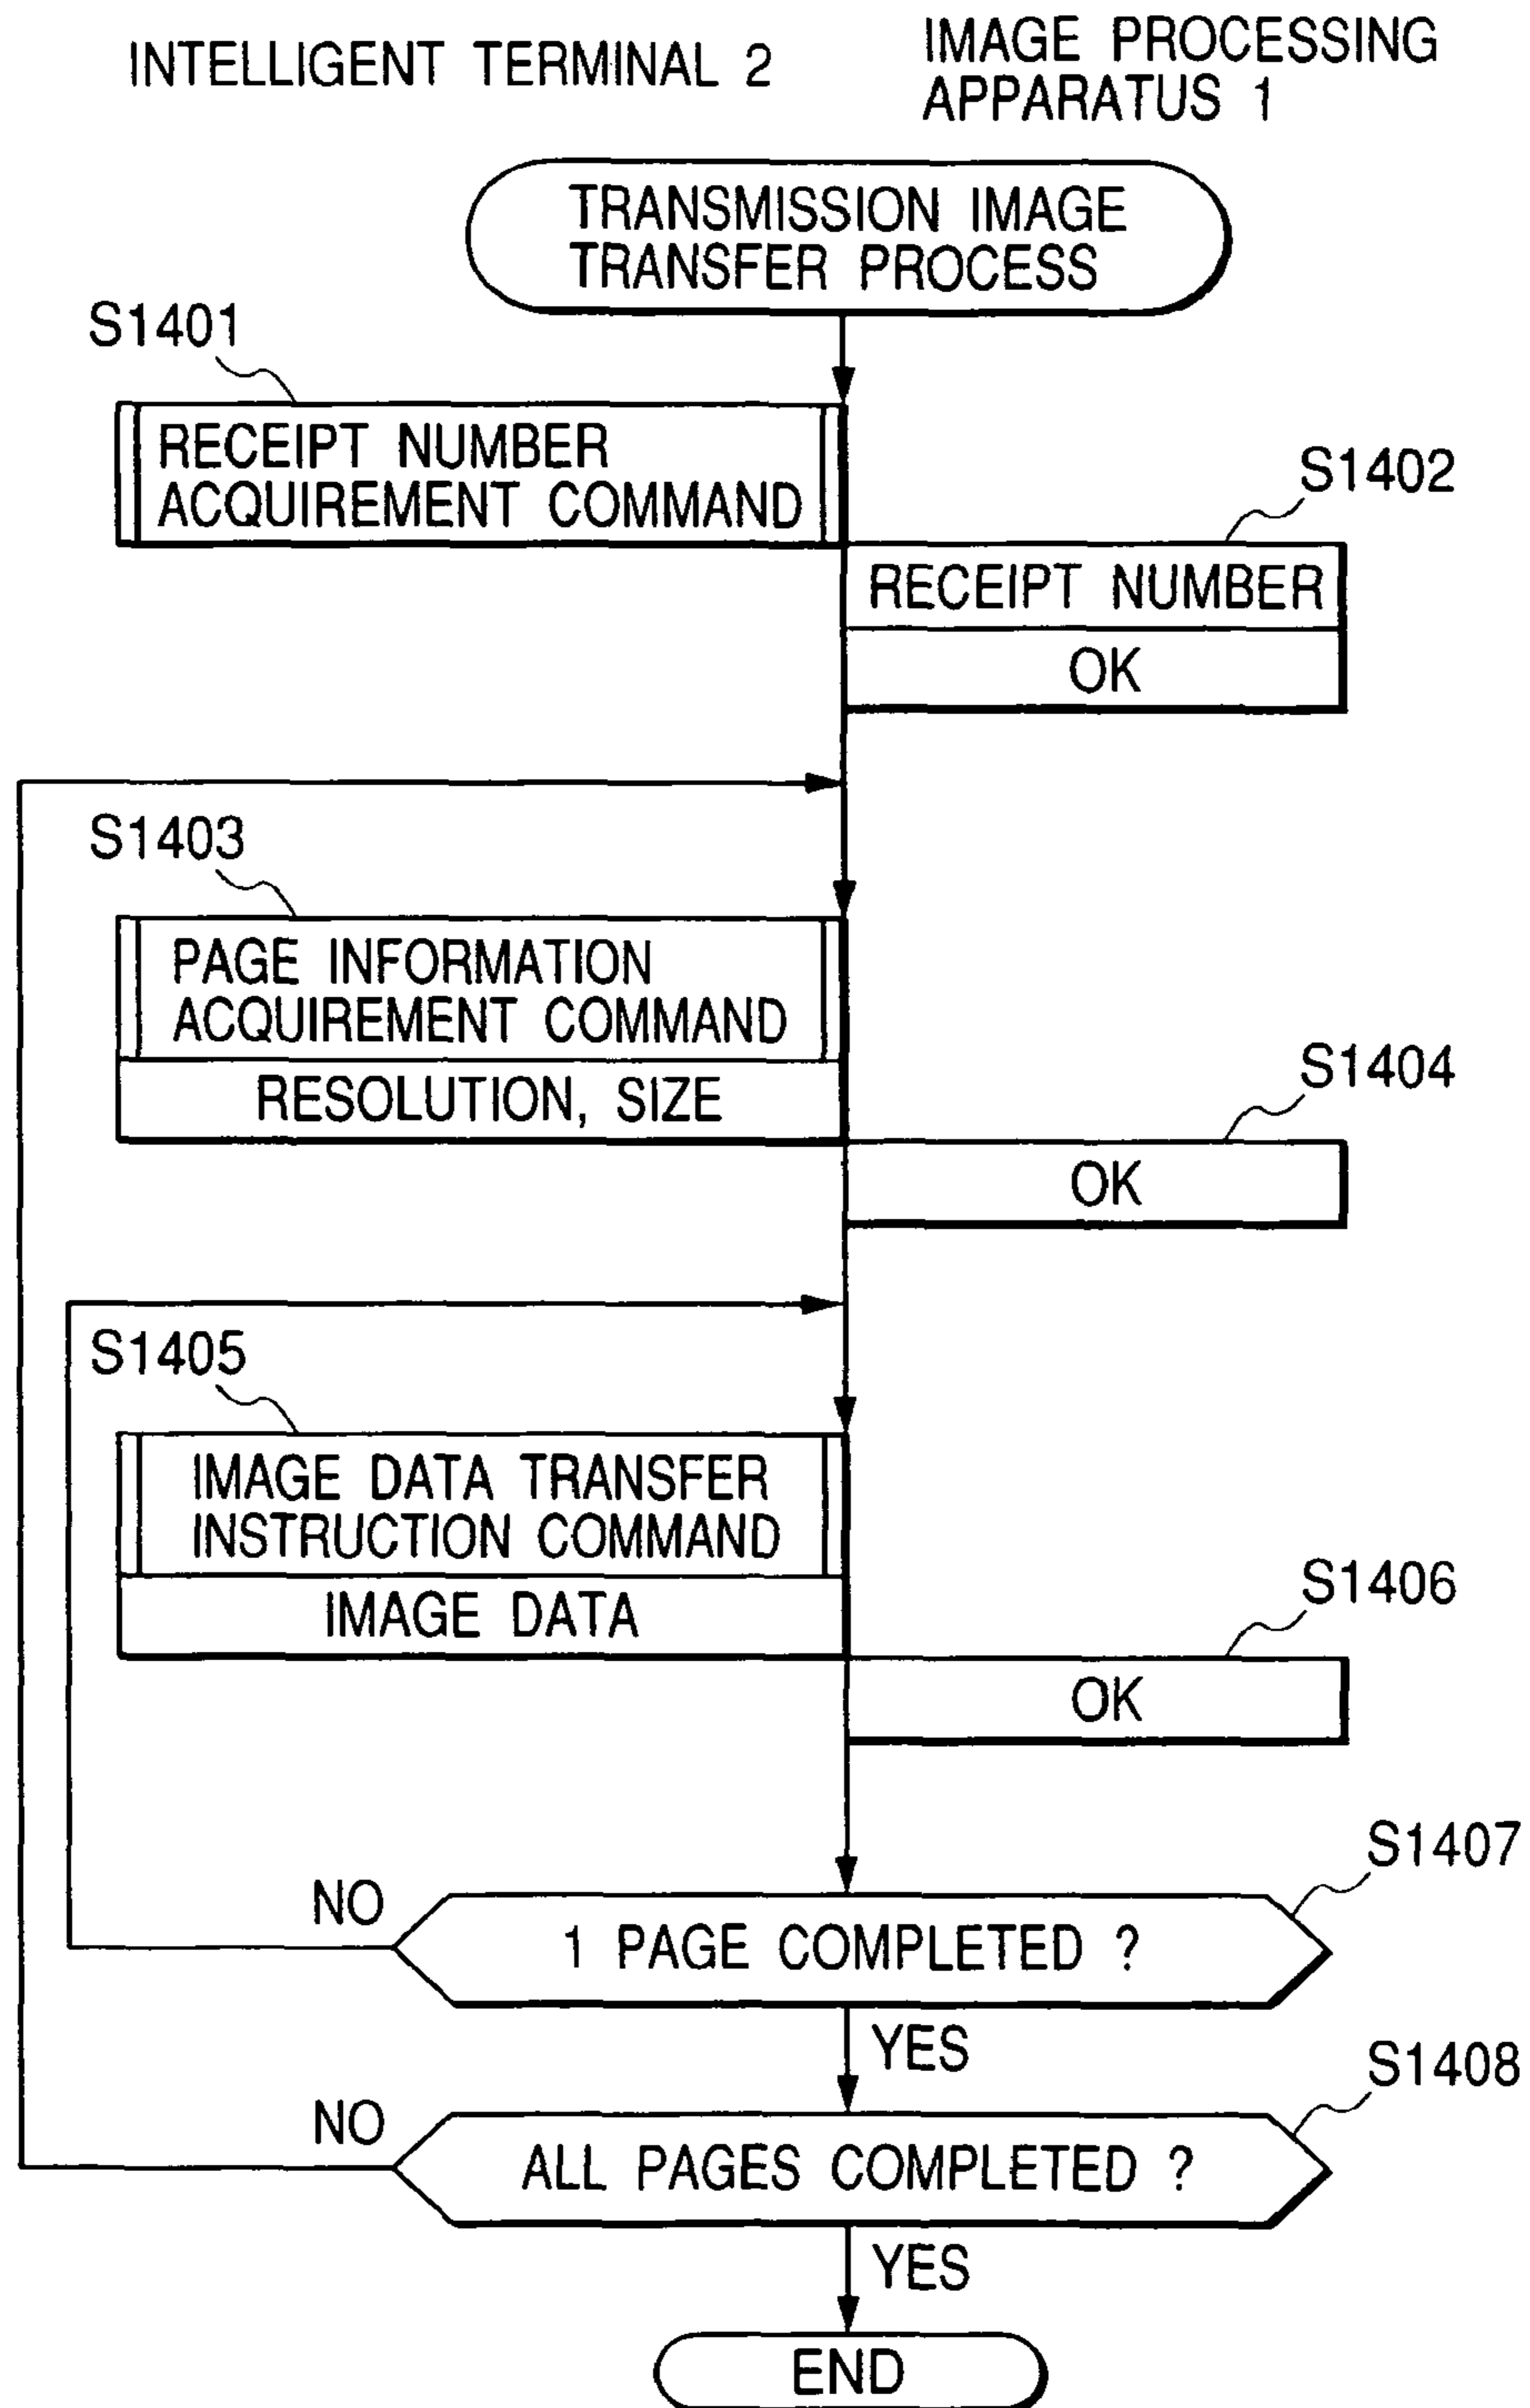 INTELLIGENT TERMINAL 2
IMAGE PROCESSING
APPARATUS 1
TRANSMISSION IMAGE
TRANSFER PROCESS
S1401
RECEIPT NUMBER
ACQUIREMENT COMMAND
S1402
RECEIPT NUMBER
OK
S1403
PAGE INFORMATION
ACQUIREMENT COMMAND
RESOLUTION, SIZE
S1404
OK
S1405
IMAGE DATA TRANSFER
INSTRUCTION COMMAND
IMAGE DATA
S1406
OK
S1407
NO
1 PAGE COMPLETED ?
YES
S1408
NO
ALL PAGES COMPLETED ?
YES
END